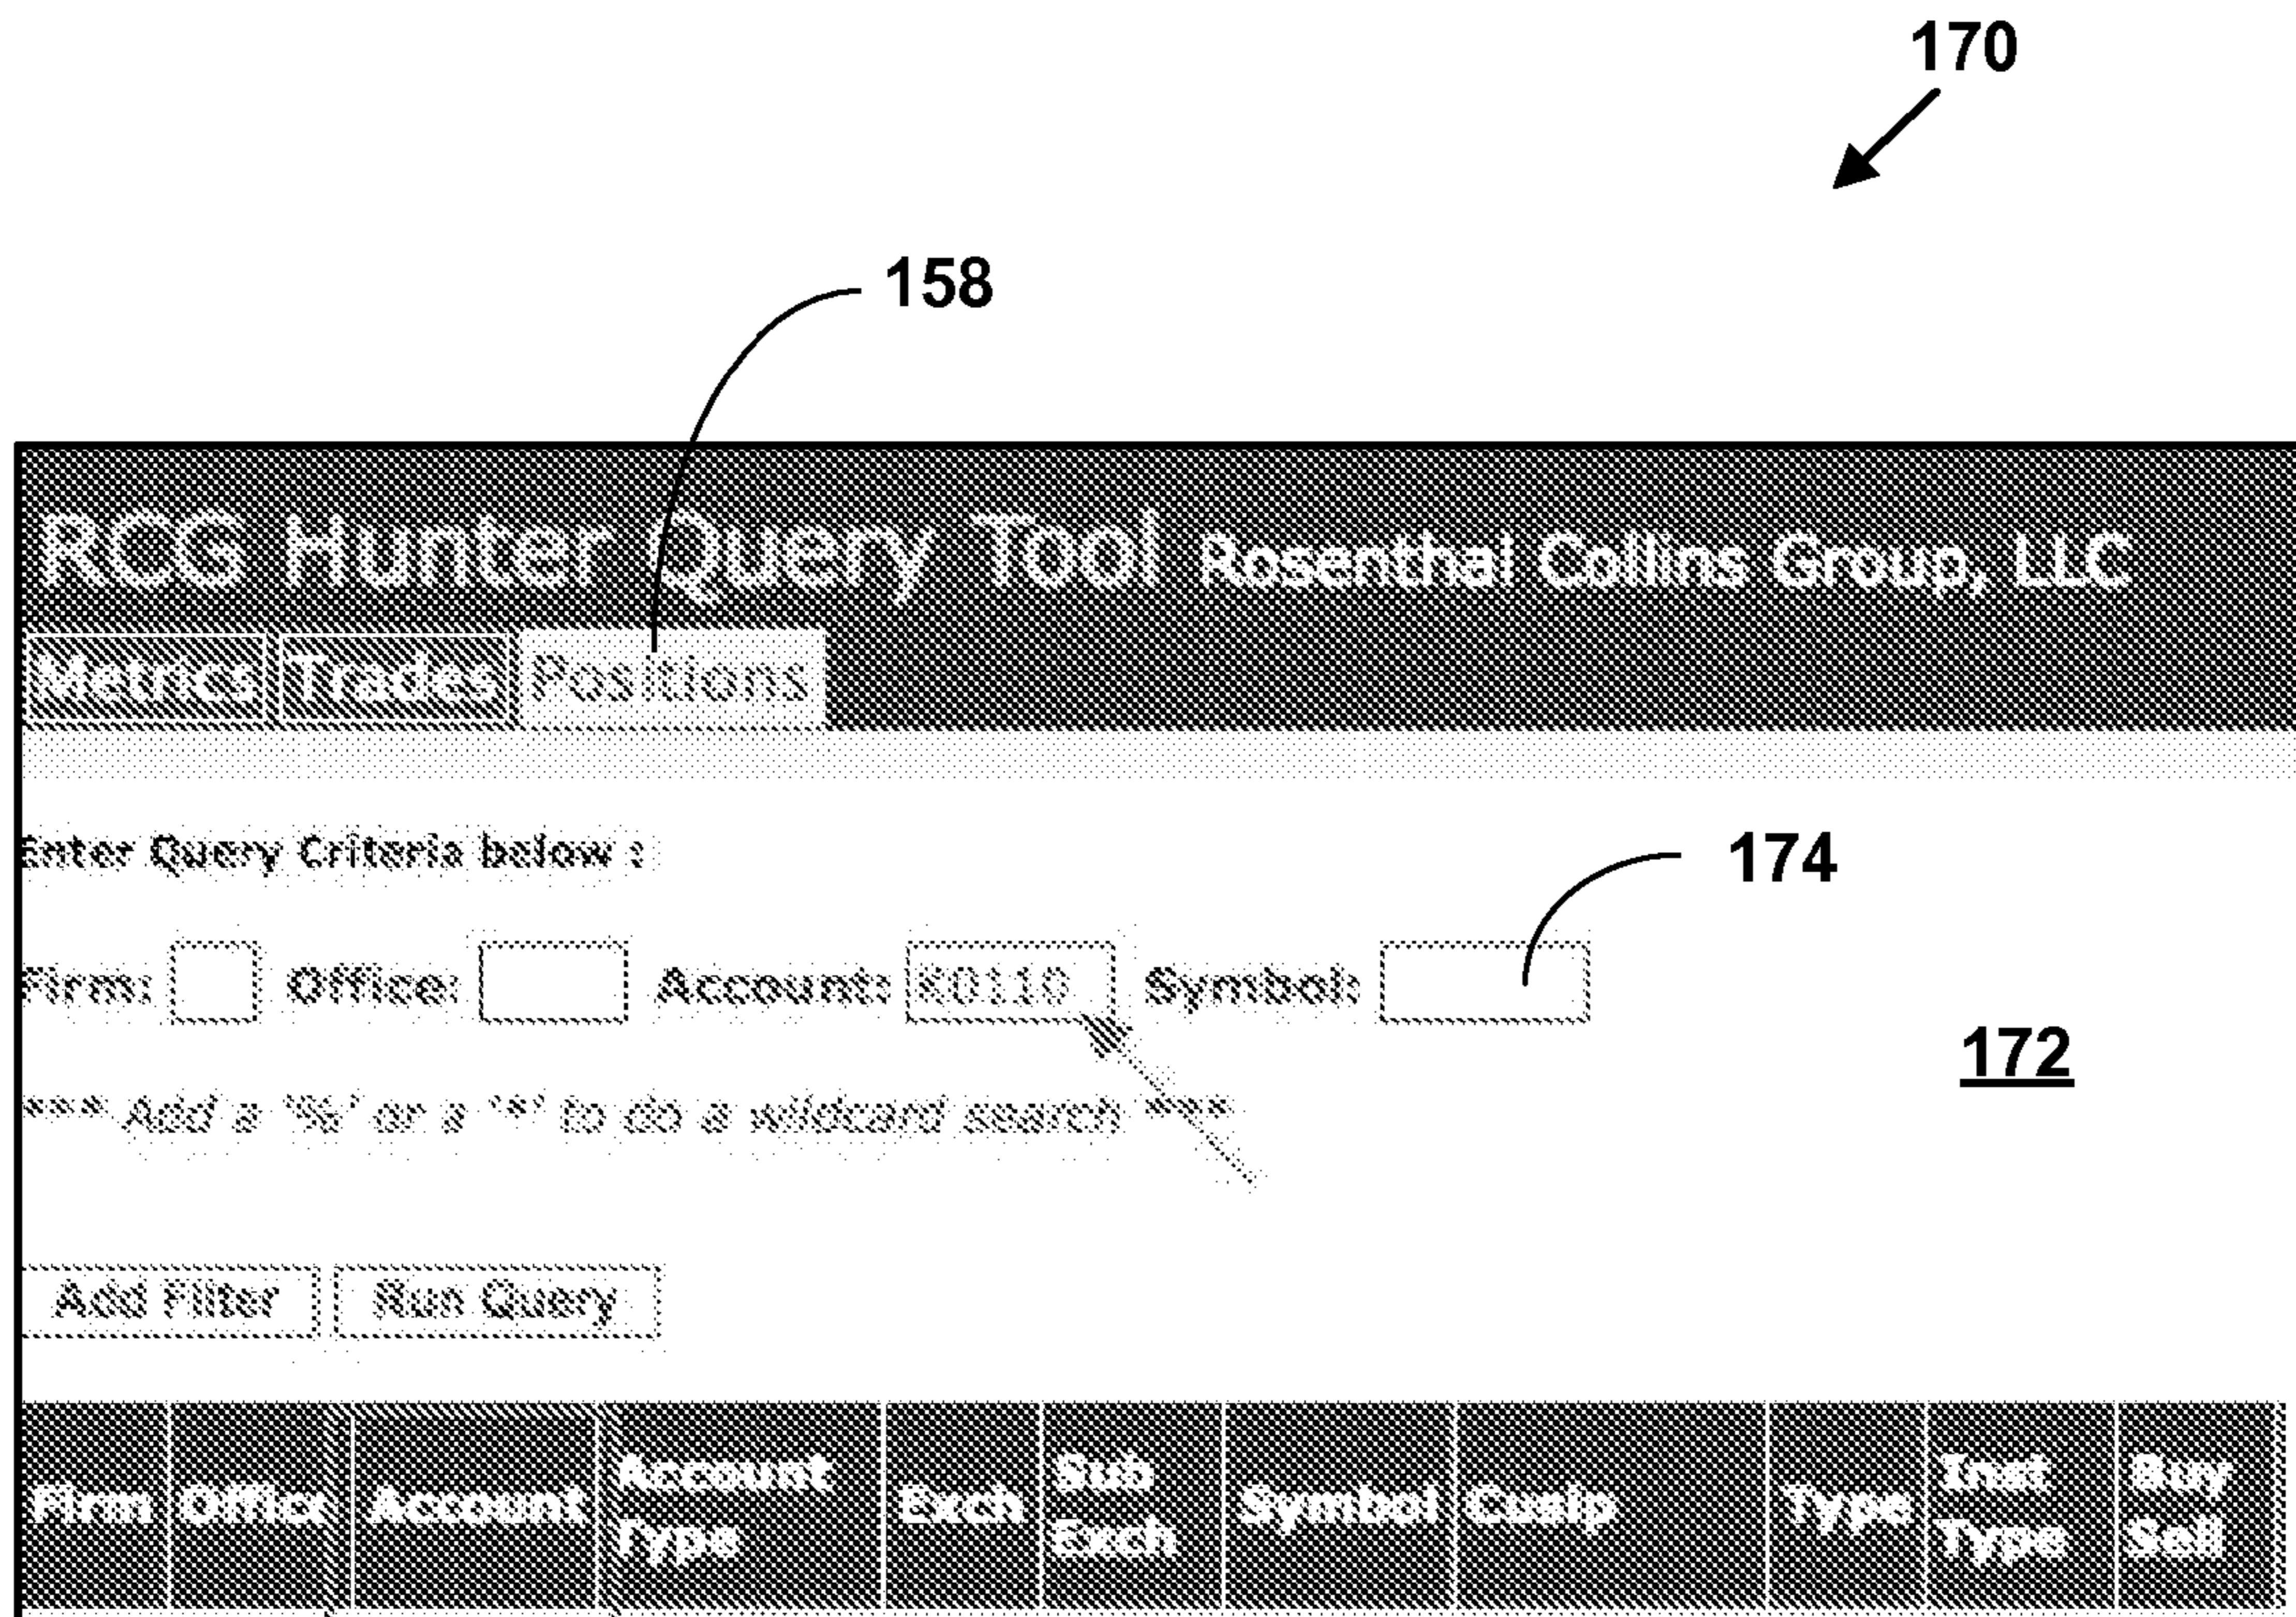 170
158
RCG Hunter Query Tool Rosenthal Collins Group, LLC
Metrics Trades Positions
Enter Query Criteria below :
174
Firm: Office: Account: K0110 Symbol:
172
*** Add a '%' or a '*' to do a wildcard search ***
Add Filter Run Query
Firm Office Account Account Type Exch Sub Exch Symbol Cusip Type Inst Type Buy Sell